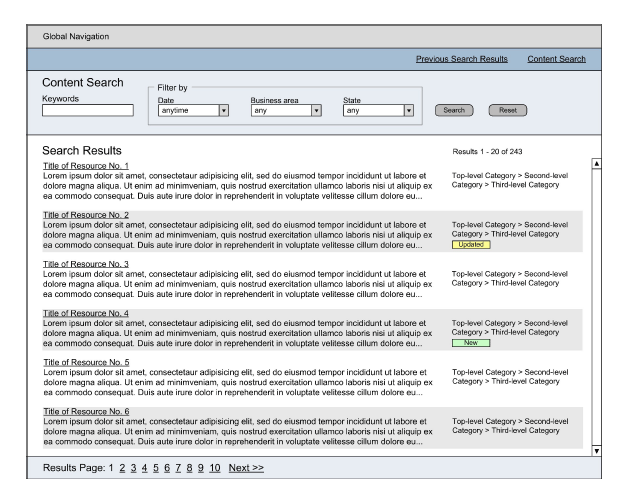 Global Navigation
Previous Search Results Content Search
Content Search
Filter by
Keywords Date Business area State
anytime any any Search Reset
Search Results Results 1 - 20 of 243
Title of Resource No. 1
Lorem ipsum dolor sit amet, consectetaur adipisicing elit, sed do eiusmod tempor incididunt ut labore et
dolore magna aliqua. Ut enim ad minimveniam, quis nostrud exercitation ullamco laboris nisi ut aliquip ex
ea commodo consequat. Duis aute irure dolor in reprehenderit in voluptate velitesse cillum dolore eu...
Top-level Category > Second-level
Category > Third-level Category
Title of Resource No. 2
Lorem ipsum dolor sit amet, consectetaur adipisicing elit, sed do eiusmod tempor incididunt ut labore et
dolore magna aliqua. Ut enim ad minimveniam, quis nostrud exercitation ullamco laboris nisi ut aliquip ex
ea commodo consequat. Duis aute irure dolor in reprehenderit in voluptate velitesse cillum dolore eu...
Top-level Category > Second-level
Category > Third-level Category
Updated
Title of Resource No. 3
Lorem ipsum dolor sit amet, consectetaur adipisicing elit, sed do eiusmod tempor incididunt ut labore et
dolore magna aliqua. Ut enim ad minimveniam, quis nostrud exercitation ullamco laboris nisi ut aliquip ex
ea commodo consequat. Duis aute irure dolor in reprehenderit in voluptate velitesse cillum dolore eu...
Top-level Category > Second-level
Category > Third-level Category
Title of Resource No. 4
Lorem ipsum dolor sit amet, consectetaur adipisicing elit, sed do eiusmod tempor incididunt ut labore et
dolore magna aliqua. Ut enim ad minimveniam, quis nostrud exercitation ullamco laboris nisi ut aliquip ex
ea commodo consequat. Duis aute irure dolor in reprehenderit in voluptate velitesse cillum dolore eu...
Top-level Category > Second-level
Category > Third-level Category
New
Title of Resource No. 5
Lorem ipsum dolor sit amet, consectetaur adipisicing elit, sed do eiusmod tempor incididunt ut labore et
dolore magna aliqua. Ut enim ad minimveniam, quis nostrud exercitation ullamco laboris nisi ut aliquip ex
ea commodo consequat. Duis aute irure dolor in reprehenderit in voluptate velitesse cillum dolore eu...
Top-level Category > Second-level
Category > Third-level Category
Title of Resource No. 6
Lorem ipsum dolor sit amet, consectetaur adipisicing elit, sed do eiusmod tempor incididunt ut labore et
dolore magna aliqua. Ut enim ad minimveniam, quis nostrud exercitation ullamco laboris nisi ut aliquip ex
ea commodo consequat. Duis aute irure dolor in reprehenderit in voluptate velitesse cillum dolore eu...
Top-level Category > Second-level
Category > Third-level Category
Results Page: 1 2 3 4 5 6 7 8 9 10 Next >>